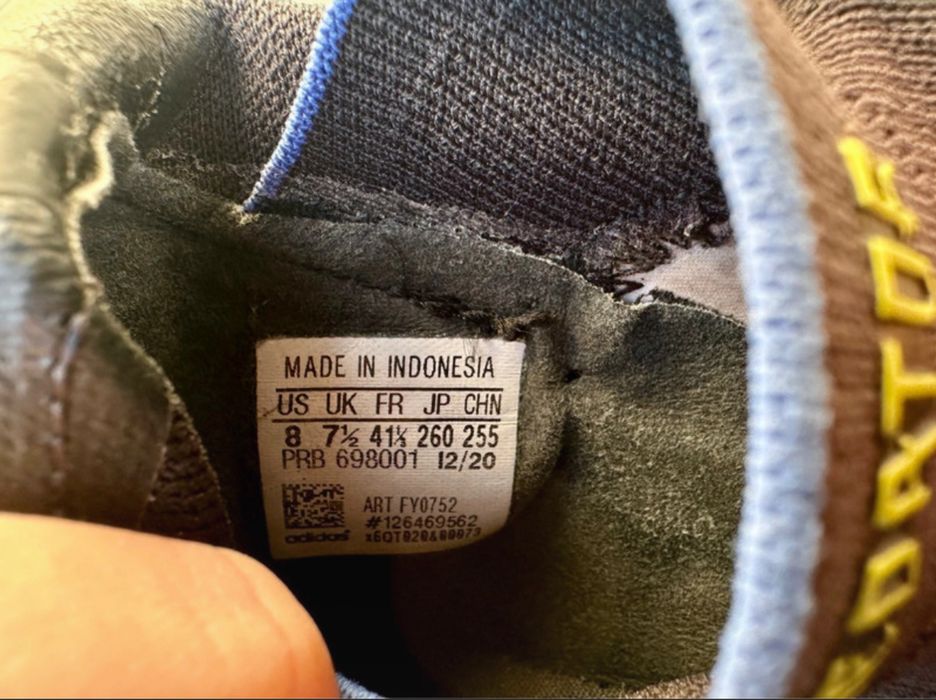 MADE IN INDONESIA
US UK FR JP CHN
8 7½ 41⅓ 260 255
PRB 698001 12/20
ART FY0752
#126469562
adidas
PREDATOR